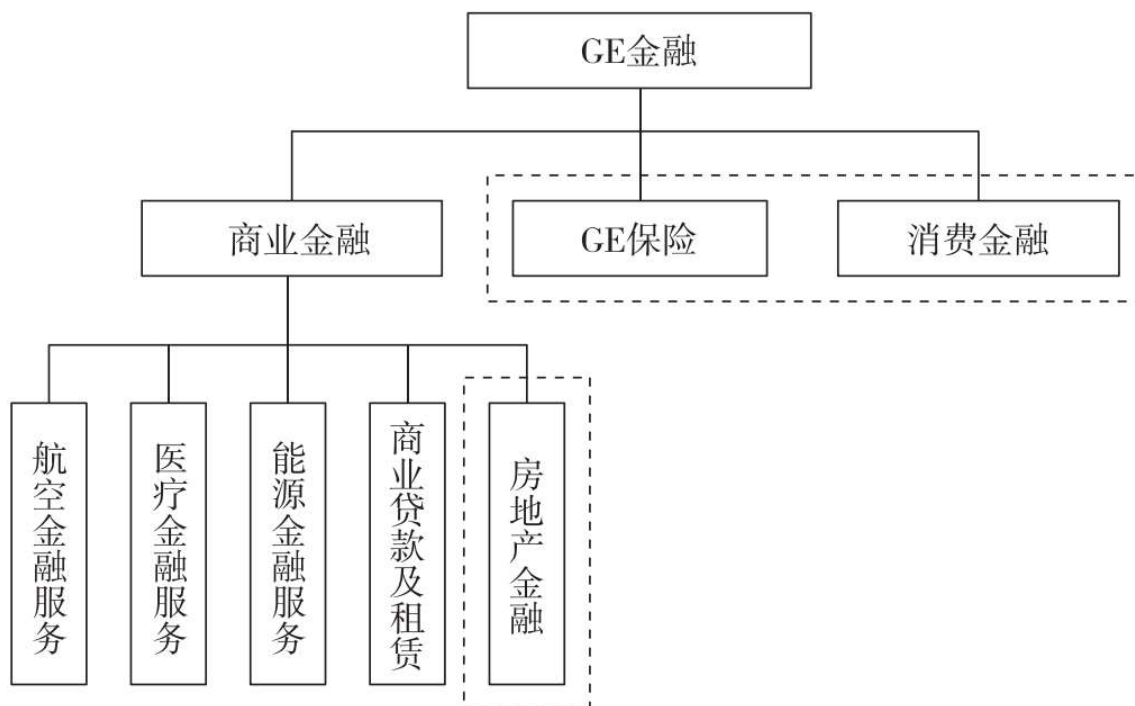 GE金融
商业金融
GE保险
消费金融
航空金融服务
医疗金融服务
能源金融服务
商业贷款及租赁
房地产金融